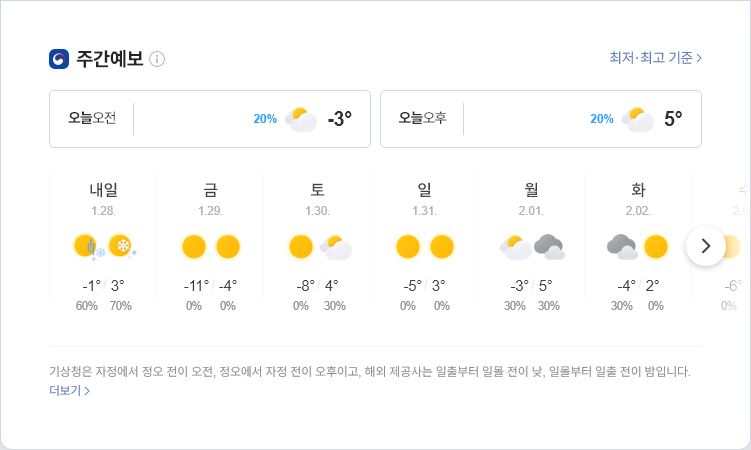 주간예보
최저·최고 기준
오늘오전 20% -3°
오늘오후 20% 5°
내일 금 토 일 월 화
1.28. 1.29. 1.30. 1.31. 2.01. 2.02.
-1° / 3° -11° / -4° -8° / 4° -5° / 3° -3° / 5° -4° / 2° -6°
60% 70% 0% 0% 0% 30% 0% 0% 30% 30% 30% 0% 0%
기상청은 자정에서 정오 전이 오전, 정오에서 자정 전이 오후이고, 해외 제공사는 일출부터 일몰 전이 낮, 일몰부터 일출 전이 밤입니다.
더보기